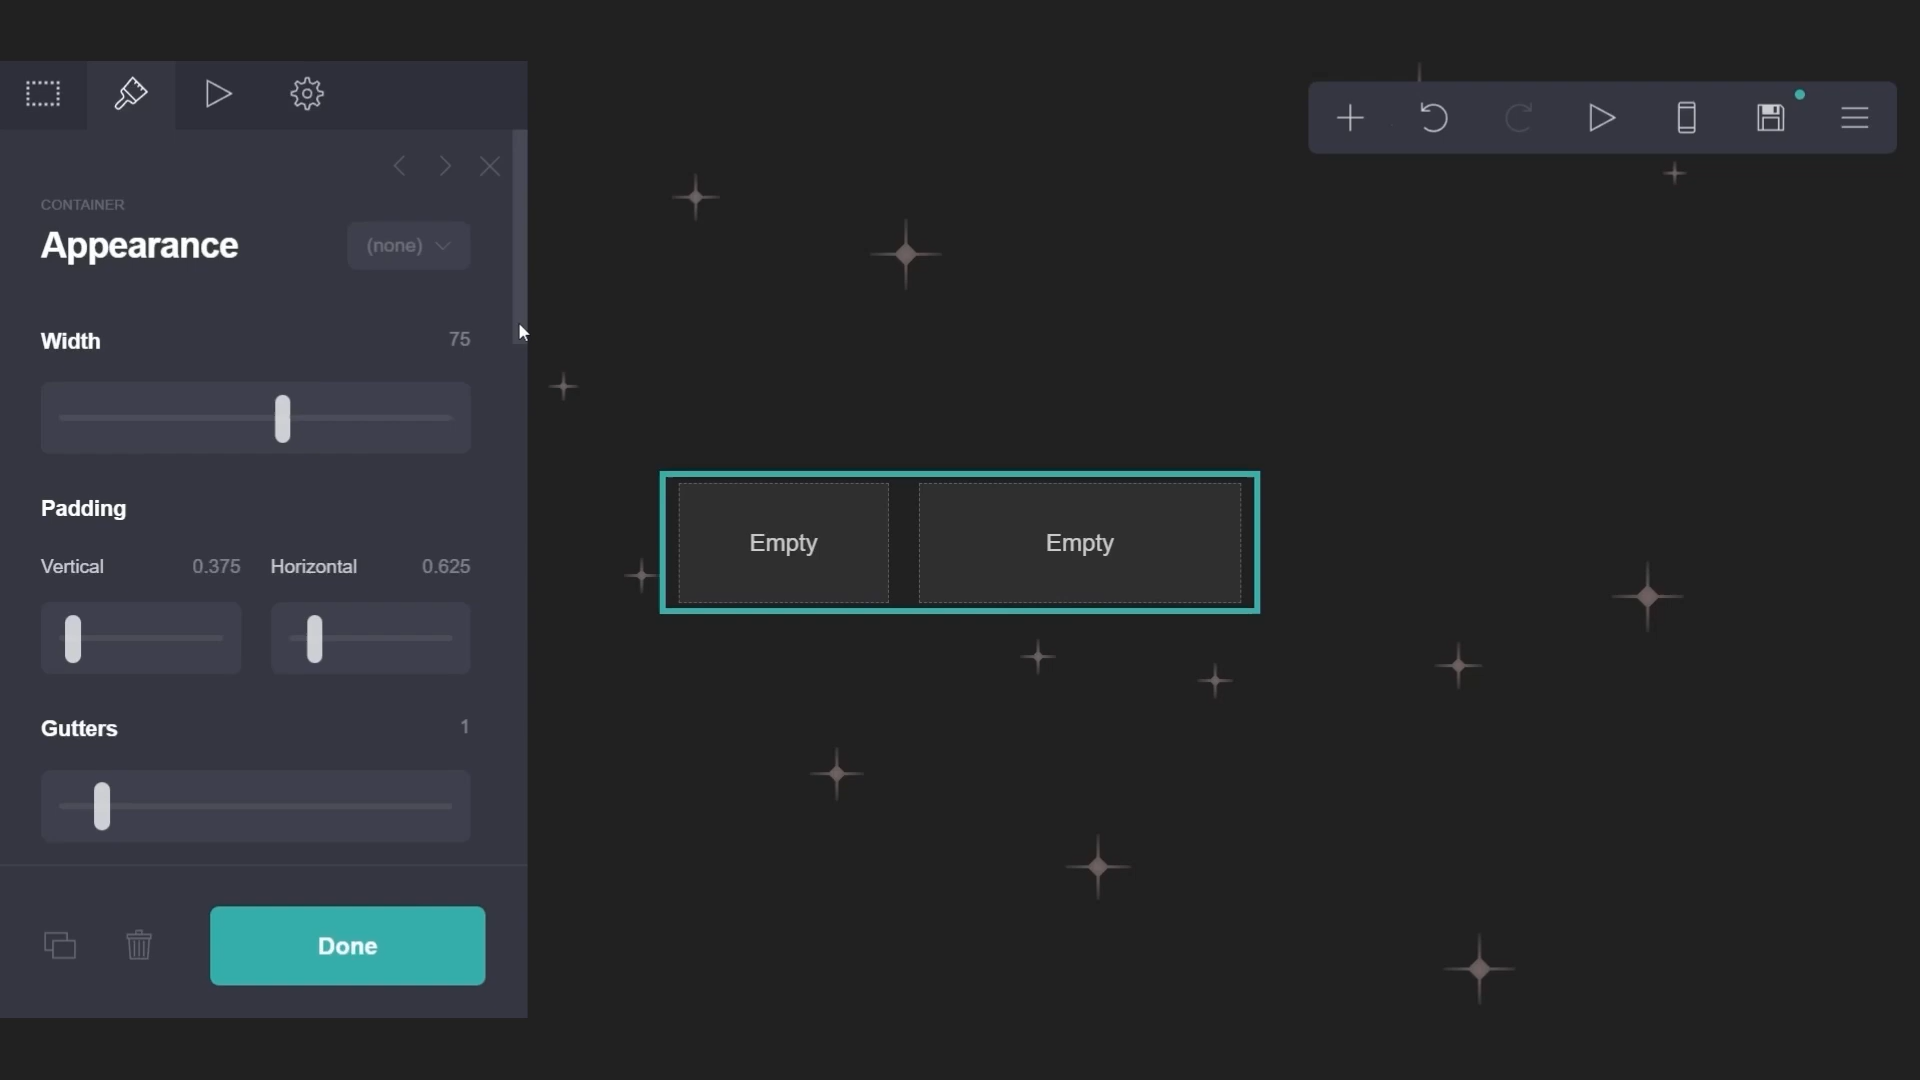 CONTAINER
Appearance
(none)
Width 75
Padding
Vertical 0.375 Horizontal 0.625
Gutters 1
Done
Empty Empty